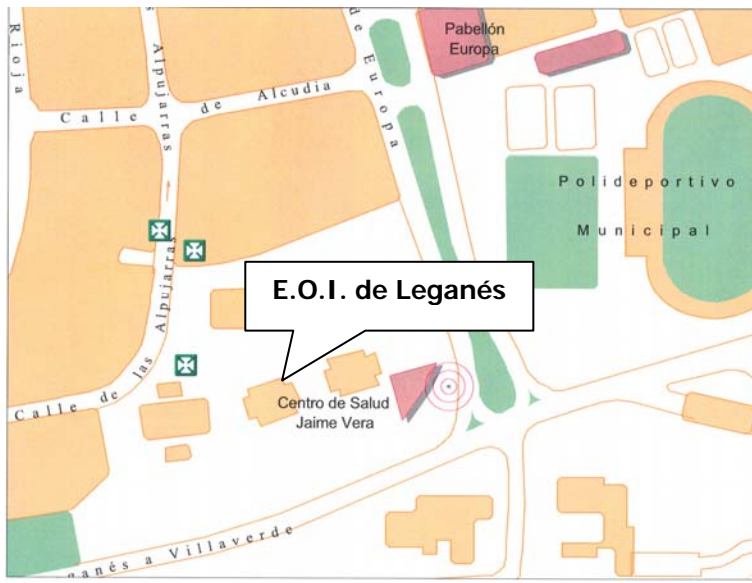 Rioja
Alpujarras
de Europa
Pabellón
Europa
Calle de Alcudia
Polideportivo
Municipal
E.O.I. de Leganés
Calle de las Alpujarras
Centro de Salud
Jaime Vera
a Villaverde